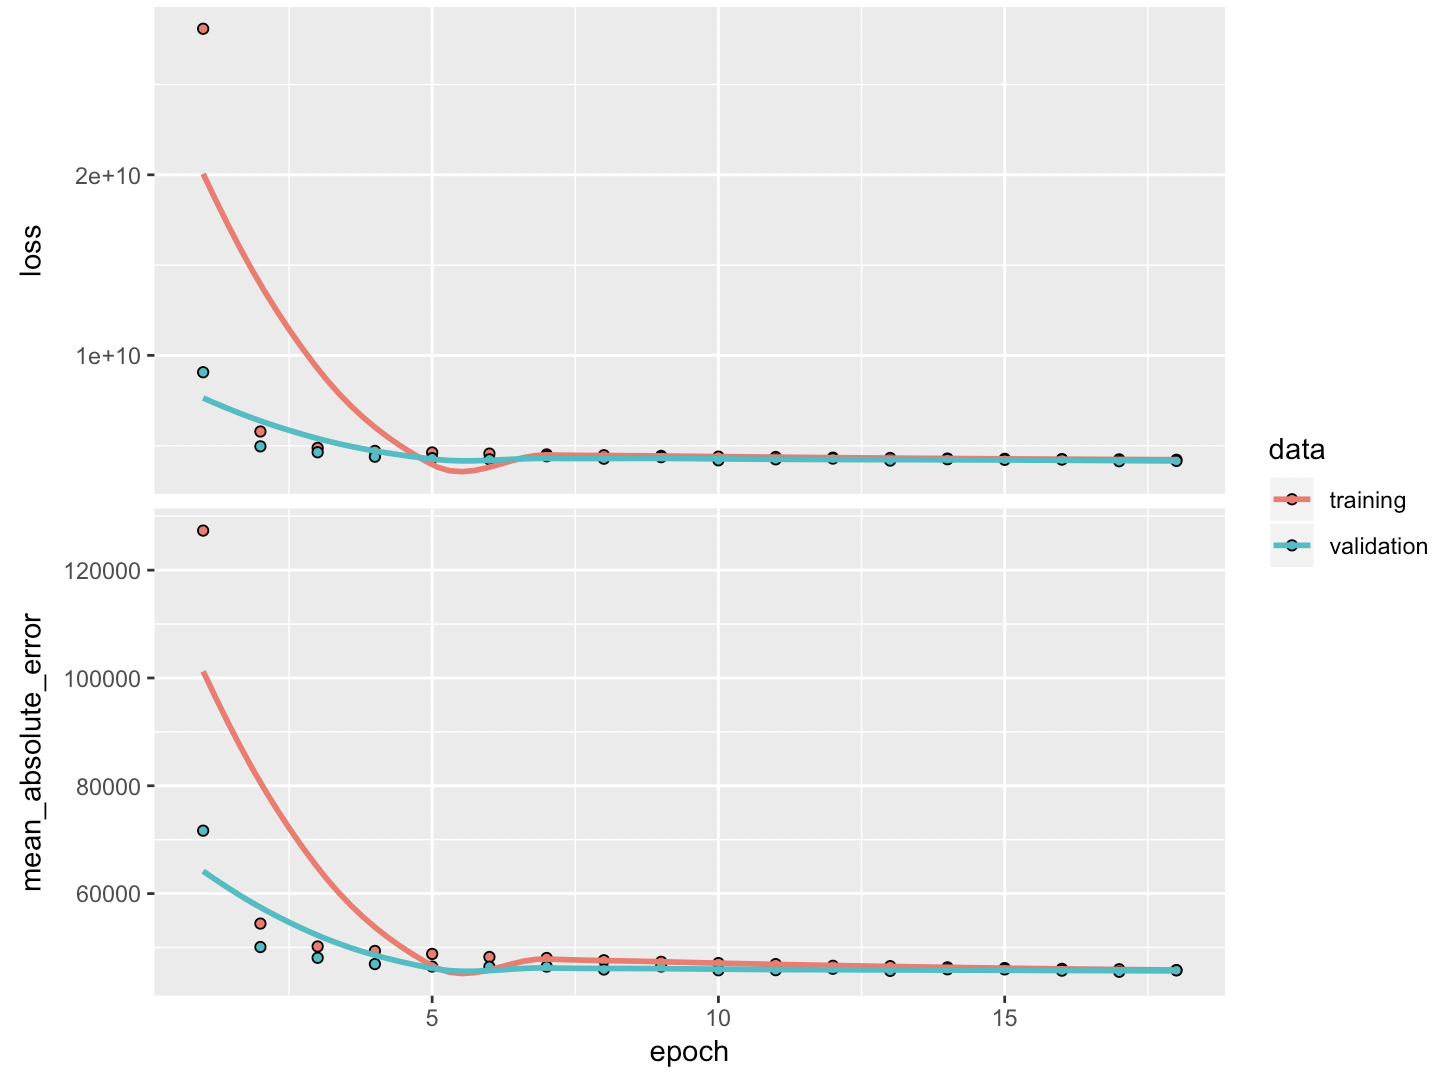 loss
2e+10
1e+10
mean_absolute_error
120000
100000
80000
60000
5
10
15
epoch
data
training
validation